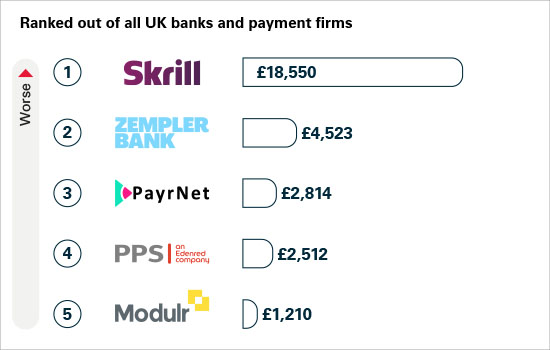 Ranked out of all UK banks and payment firms
Worse
1
Skrill
£18,550
2
ZEMPLER
BANK
£4,523
3
PayrNet
£2,814
4
PPS
an
Edenred
company
£2,512
5
Modulr
£1,210